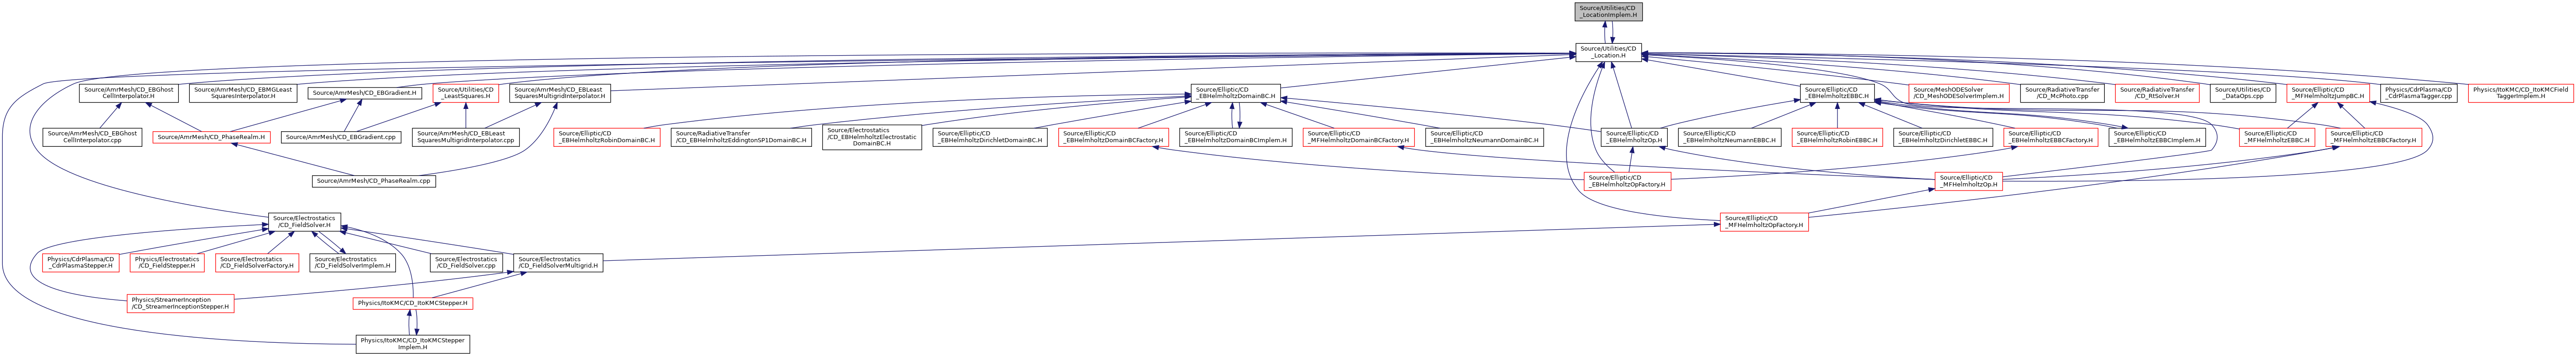 Source/Utilities/CD
_LocationImplem.H
Source/Utilities/CD
_Location.H
Source/AmrMesh/CD_EBGhost
CellInterpolator.H
Source/AmrMesh/CD_EBMGLeast
SquaresInterpolator.H
Source/AmrMesh/CD_EBGradient.H
Source/Utilities/CD
_LeastSquares.H
Source/AmrMesh/CD_EBLeast
SquaresMultigridInterpolator.H
Source/Elliptic/CD
_EBHelmholtzDomainBC.H
Source/Elliptic/CD
_EBHelmholtzEBBC.H
Source/MeshODESolver
/CD_MeshODESolverImplem.H
Source/RadiativeTransfer
/CD_McPhoto.cpp
Source/RadiativeTransfer
/CD_RtSolver.H
Source/Utilities/CD
_DataOps.cpp
Source/Elliptic/CD
_MFHelmholtzJumpBC.H
Physics/CdrPlasma/CD
_CdrPlasmaTagger.cpp
Physics/ItoKMC/CD_ItoKMCField
TaggerImplem.H
Source/AmrMesh/CD_EBGhost
CellInterpolator.cpp
Source/AmrMesh/CD_PhaseRealm.H
Source/AmrMesh/CD_EBGradient.cpp
Source/AmrMesh/CD_EBLeast
SquaresMultigridInterpolator.cpp
Source/Elliptic/CD
_EBHelmholtzRobinDomainBC.H
Source/RadiativeTransfer
/CD_EBHelmholtzEddingtonSP1DomainBC.H
Source/Electrostatics
/CD_EBHelmholtzElectrostatic
DomainBC.H
Source/Elliptic/CD
_EBHelmholtzDirichletDomainBC.H
Source/Elliptic/CD
_EBHelmholtzDomainBCFactory.H
Source/Elliptic/CD
_EBHelmholtzDomainBCImplem.H
Source/Elliptic/CD
_MFHelmholtzDomainBCFactory.H
Source/Elliptic/CD
_EBHelmholtzNeumannDomainBC.H
Source/Elliptic/CD
_EBHelmholtzOp.H
Source/Elliptic/CD
_EBHelmholtzNeumannEBBC.H
Source/Elliptic/CD
_EBHelmholtzRobinEBBC.H
Source/Elliptic/CD
_EBHelmholtzDirichletEBBC.H
Source/Elliptic/CD
_EBHelmholtzEBBCFactory.H
Source/Elliptic/CD
_EBHelmholtzEBBCImplem.H
Source/Elliptic/CD
_MFHelmholtzEBBC.H
Source/Elliptic/CD
_MFHelmholtzEBBCFactory.H
Source/AmrMesh/CD_PhaseRealm.cpp
Source/Elliptic/CD
_EBHelmholtzOpFactory.H
Source/Elliptic/CD
_MFHelmholtzOp.H
Source/Electrostatics
/CD_FieldSolver.H
Source/Elliptic/CD
_MFHelmholtzOpFactory.H
Physics/CdrPlasma/CD
_CdrPlasmaStepper.H
Physics/Electrostatics
/CD_FieldStepper.H
Source/Electrostatics
/CD_FieldSolverFactory.H
Source/Electrostatics
/CD_FieldSolverImplem.H
Source/Electrostatics
/CD_FieldSolver.cpp
Source/Electrostatics
/CD_FieldSolverMultigrid.H
Physics/StreamerInception
/CD_StreamerInceptionStepper.H
Physics/ItoKMC/CD_ItoKMCStepper.H
Physics/ItoKMC/CD_ItoKMCStepper
Implem.H